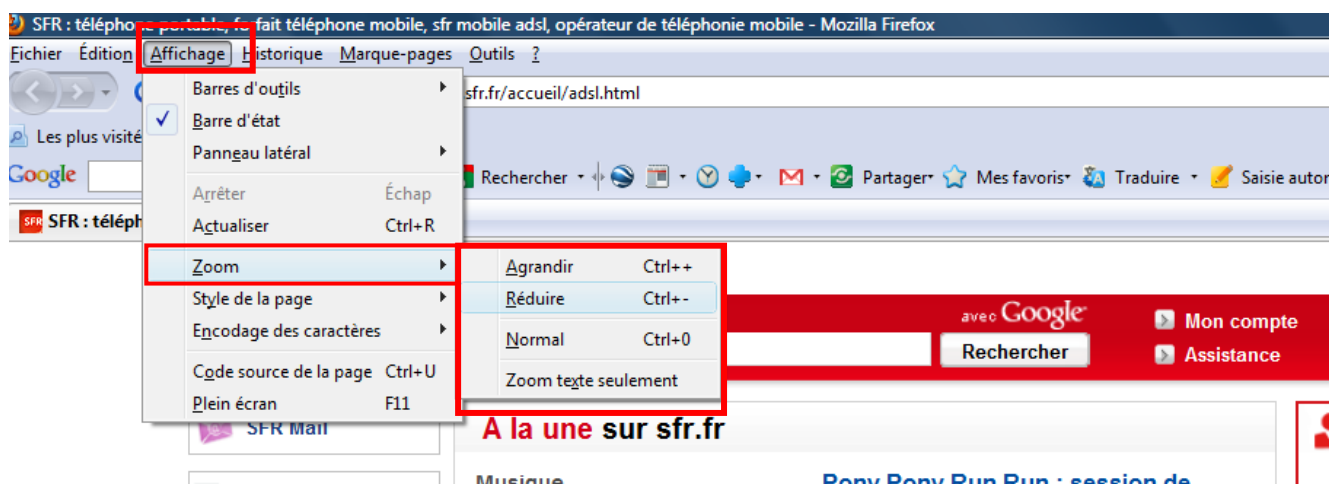 SFR : téléphone portable, forfait téléphone mobile, sfr mobile adsl, opérateur de téléphonie mobile - Mozilla Firefox
Fichier Édition Affichage Historique Marque-pages Outils ?
Barres d'outils
sfr.fr/accueil/adsl.html
Barre d'état
Les plus visité
Panneau latéral
Google
Rechercher Partager Mes favoris Traduire Saisie autor
Arrêter Échap
SFR SFR : téléph
Actualiser Ctrl+R
Zoom
Agrandir Ctrl++
Style de la page
Réduire Ctrl+-
avec Google
Mon compte
Encodage des caractères
Normal Ctrl+0
Rechercher
Assistance
Code source de la page Ctrl+U
Zoom texte seulement
Plein écran F11
SFR Mail
A la une sur sfr.fr
Musique
Pony Pony Run Run : session de